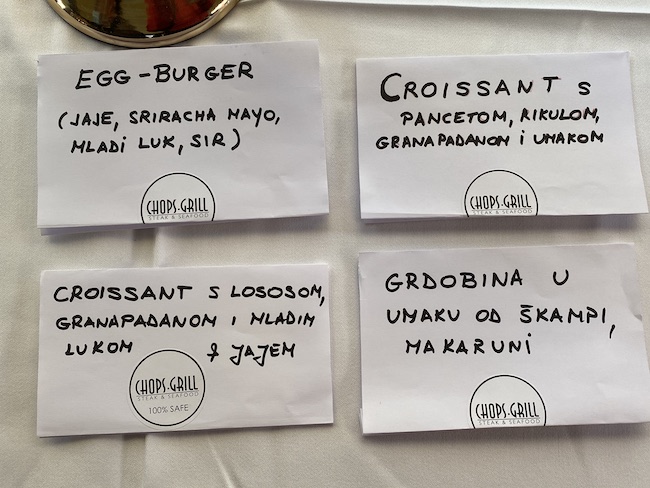 EGG-BURGER
(JAJE, SRIRACHA MAYO,
MLADI LUK, SIR)
CHOPS·GRILL
STEAK & SEAFOOD
CROISSANT S
PANCETOM, RIKULOM,
GRANAPADANOM I UMAKOM
CHOPS·GRILL
STEAK & SEAFOOD
CROISSANT S LOSOSOM,
GRANAPADANOM I MLADIM
LUKOM & JAJEM
CHOPS·GRILL
STEAK & SEAFOOD
100% SAFE
GRDOBINA U
UMAKU OD ŠKAMPI,
MAKARUNI
CHOPS·GRILL
STEAK & SEAFOOD